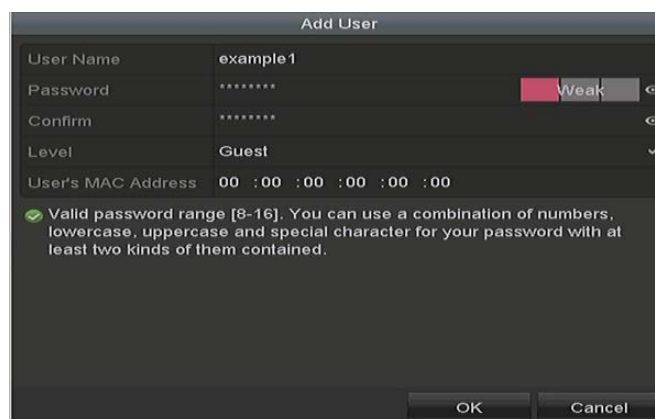 Add User
User Name example1
Password ******** Weak
Confirm ********
Level Guest
User's MAC Address 00 :00 :00 :00 :00 :00
Valid password range [8-16]. You can use a combination of numbers,
lowercase, uppercase and special character for your password with at
least two kinds of them contained.
OK Cancel